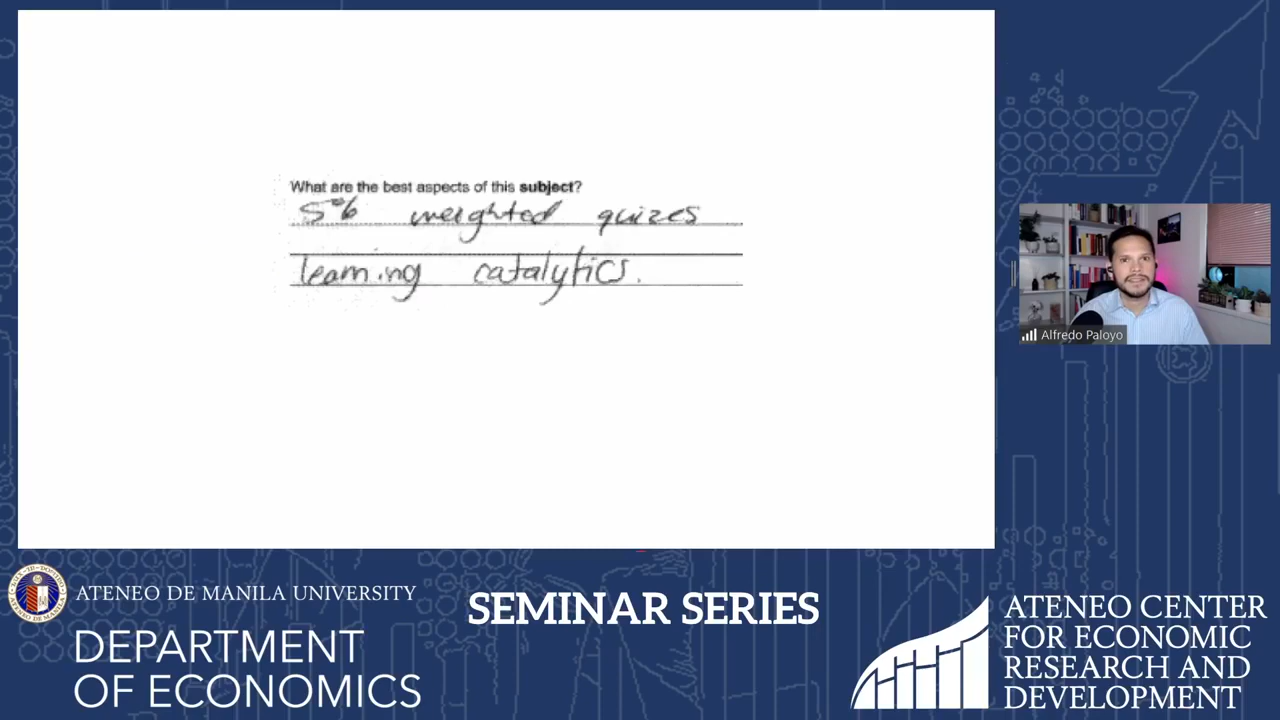 What are the best aspects of this subject?
5% weighted quizes
learning catalytics.
Alfredo Paloyo
ATENEO DE MANILA UNIVERSITY
DEPARTMENT
OF ECONOMICS
SEMINAR SERIES
ATENEO CENTER
FOR ECONOMIC
RESEARCH AND
DEVELOPMENT